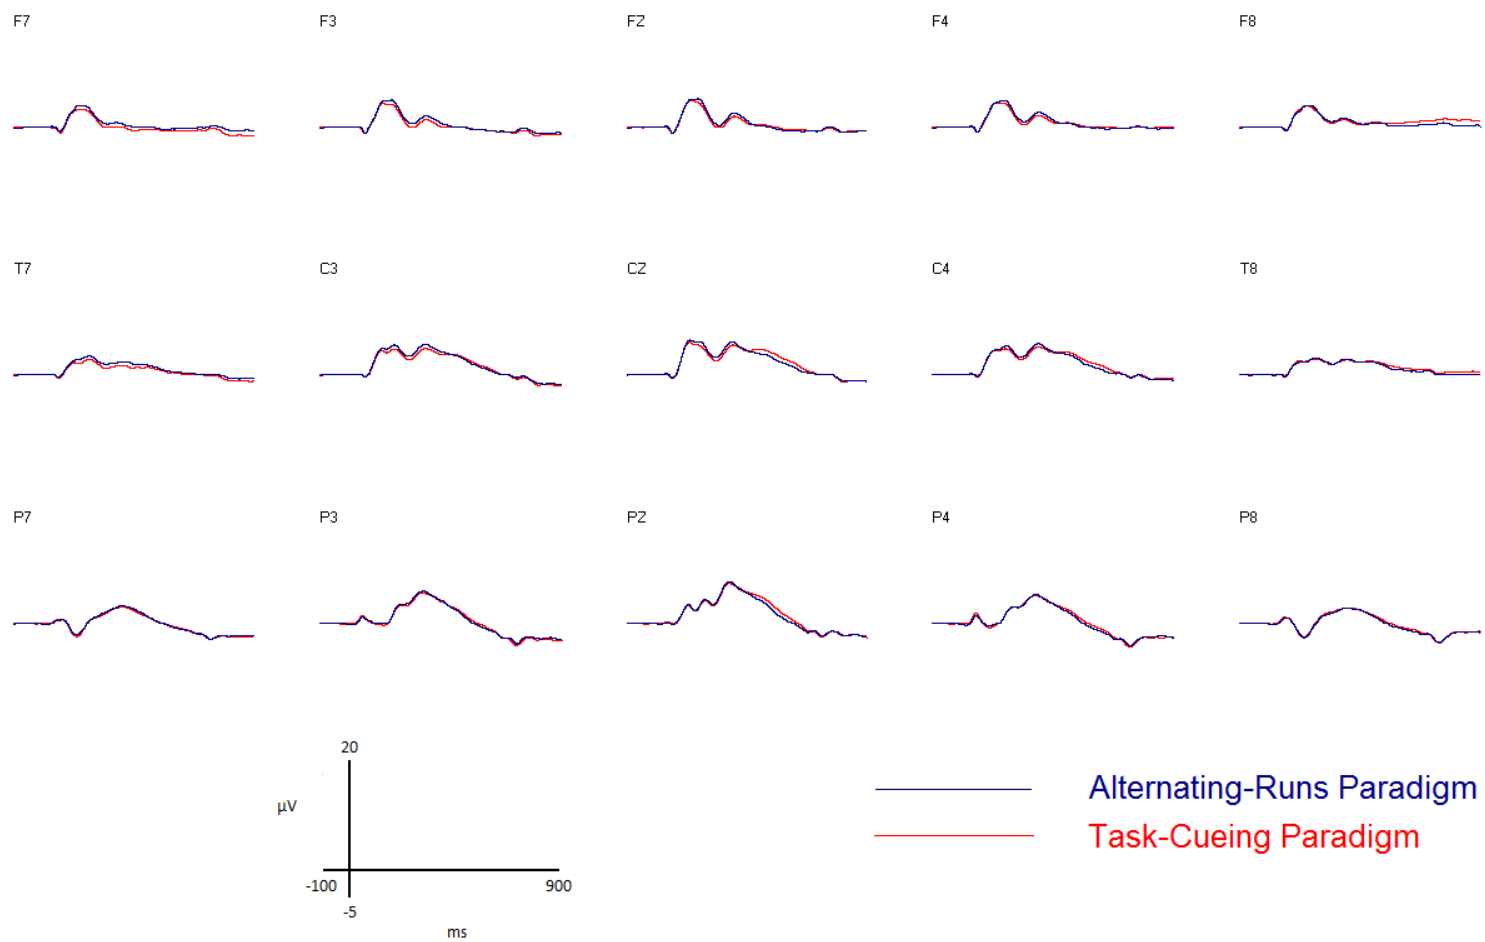 F7
F3
FZ
F4
F8
T7
C3
CZ
C4
T8
P7
P3
PZ
P4
P8
20
µV
-100
900
-5
ms
Alternating-Runs Paradigm
Task-Cueing Paradigm